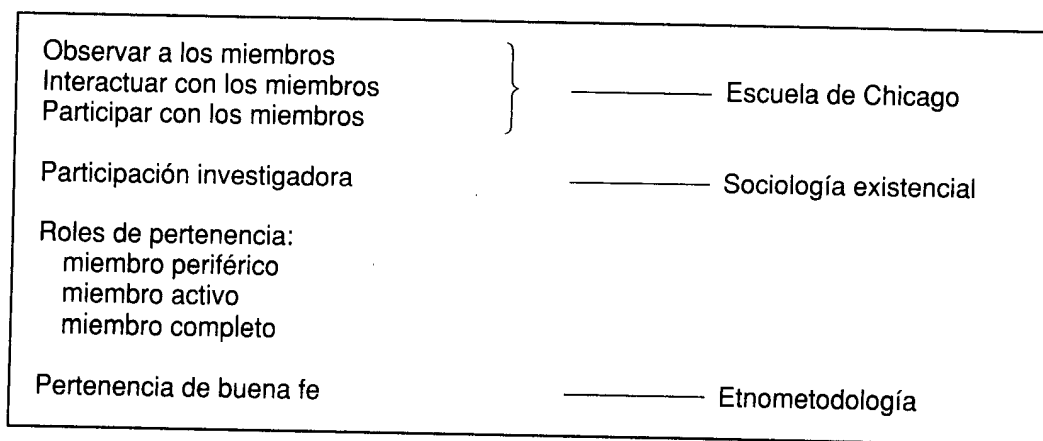 Observar a los miembros
Interactuar con los miembros
Participar con los miembros
Escuela de Chicago
Participación investigadora
Sociología existencial
Roles de pertenencia:
miembro periférico
miembro activo
miembro completo
Pertenencia de buena fe
Etnometodología